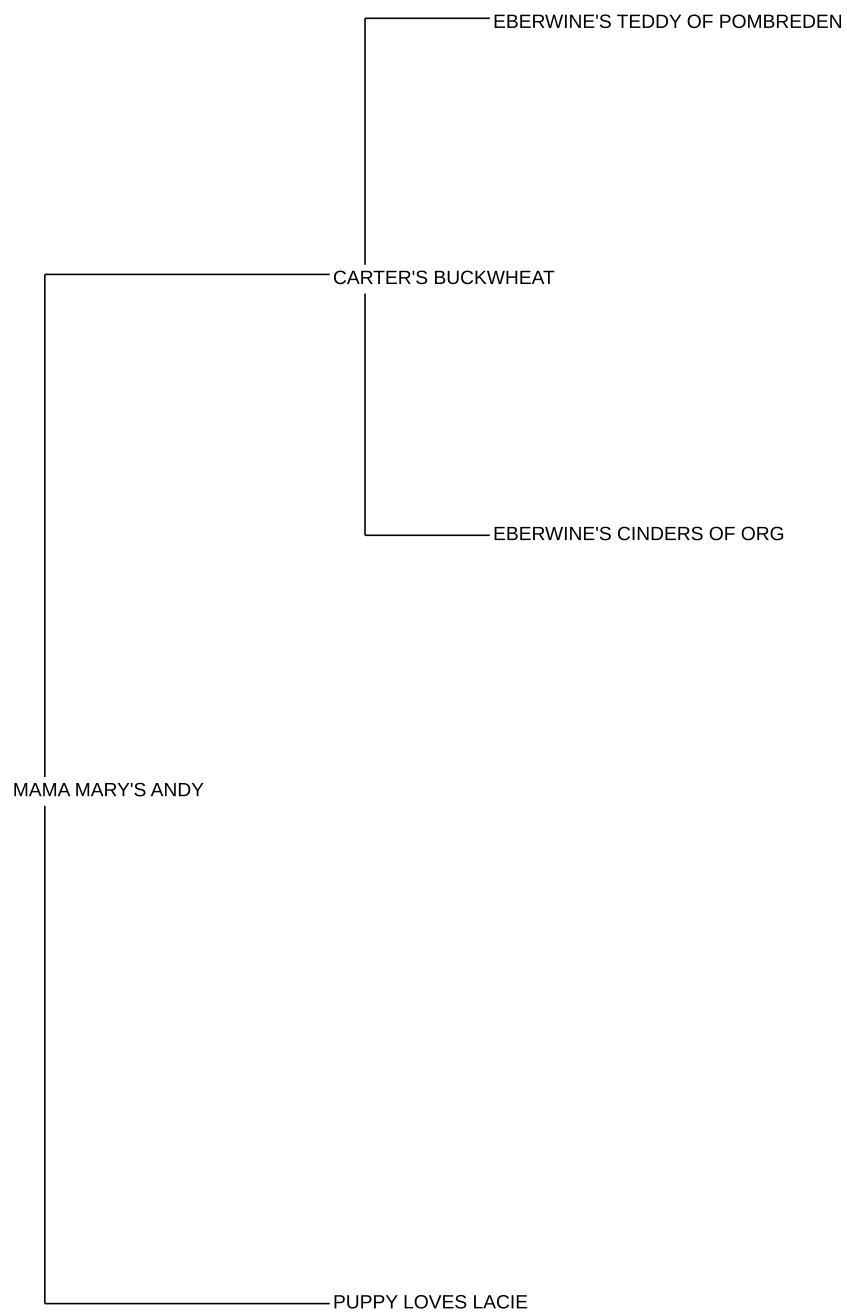 EBERWINE'S TEDDY OF POMBREDEN
CARTER'S BUCKWHEAT
EBERWINE'S CINDERS OF ORG
MAMA MARY'S ANDY
PUPPY LOVES LACIE